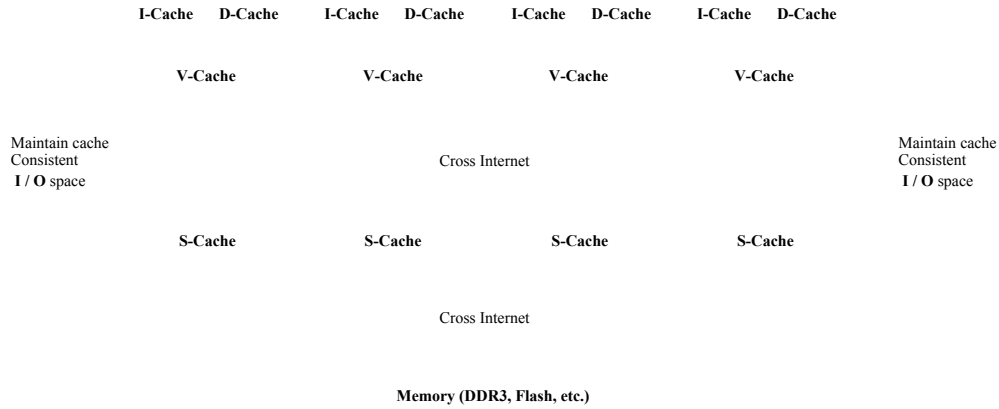 I-Cache D-Cache I-Cache D-Cache I-Cache D-Cache I-Cache D-Cache
V-Cache V-Cache V-Cache V-Cache
Maintain cache
Consistent
I / O space
Cross Internet
Maintain cache
Consistent
I / O space
S-Cache S-Cache S-Cache S-Cache
Cross Internet
Memory (DDR3, Flash, etc.)